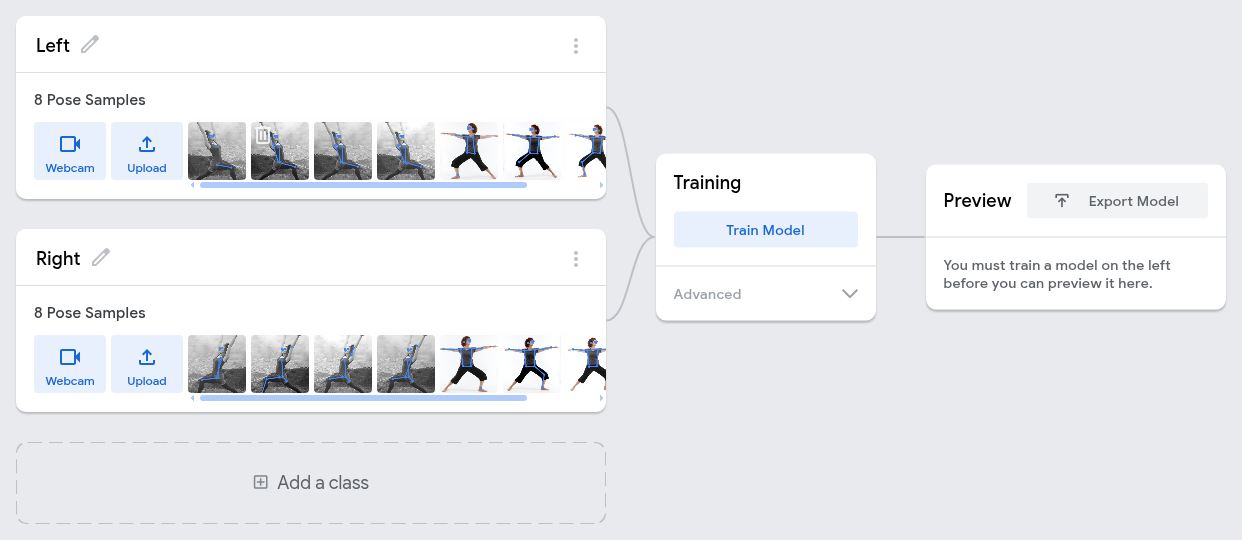 Left
8 Pose Samples
Webcam
Upload
Right
8 Pose Samples
Webcam
Upload
Add a class
Training
Train Model
Advanced
Preview
Export Model
You must train a model on the left
before you can preview it here.